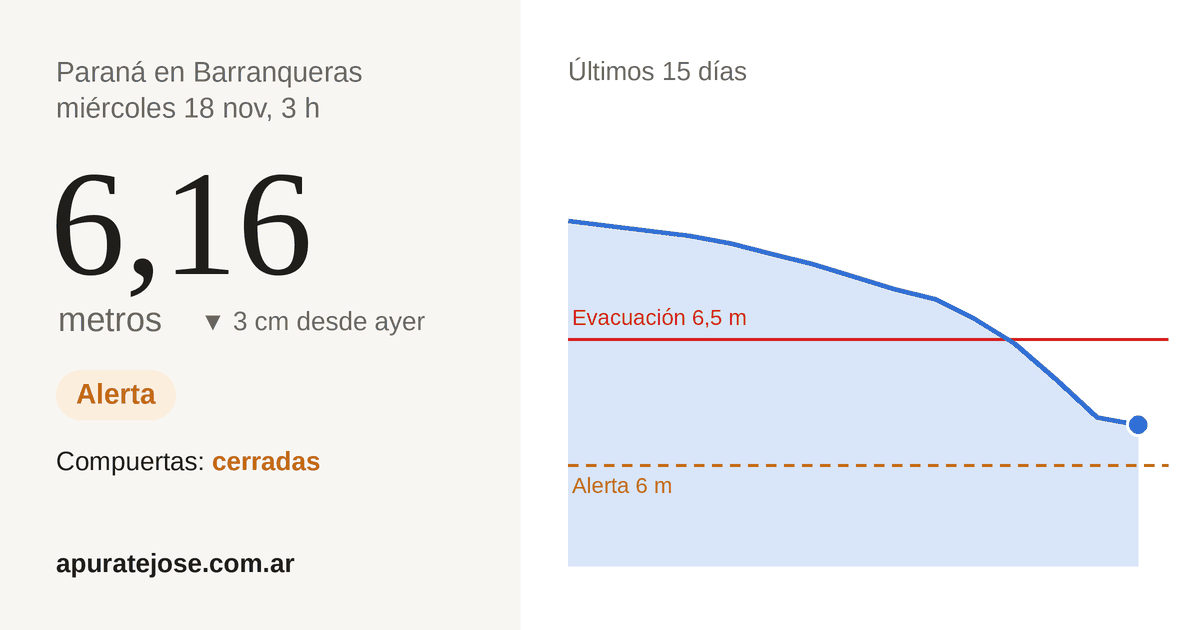 Paraná en Barranqueras
miércoles 18 nov, 3 h
6,16
metros ▼ 3 cm desde ayer
Alerta
Compuertas: cerradas
apuratejose.com.ar
Últimos 15 días
Evacuación 6,5 m
Alerta 6 m